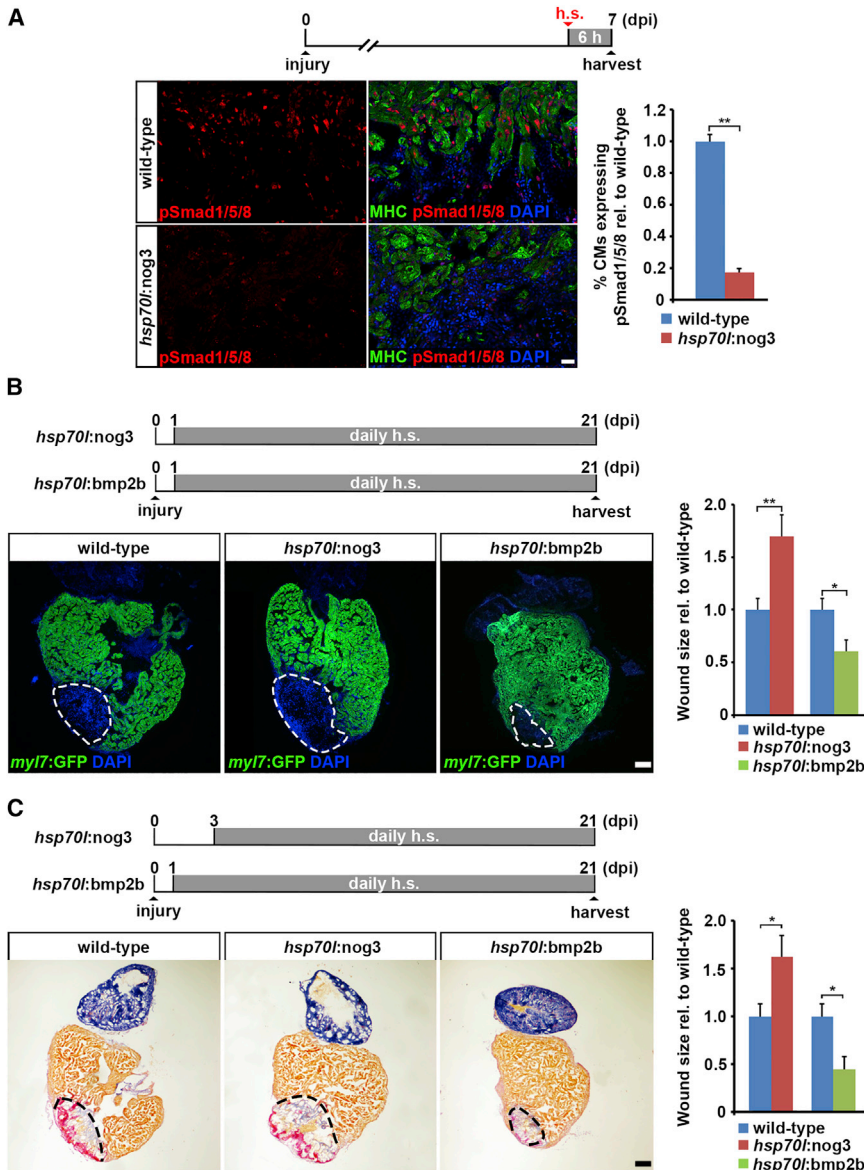 A
h.s.
0
7 (dpi)
6 h
injury
harvest
wild-type
pSmad1/5/8
MHC pSmad1/5/8 DAPI
hsp70l:nog3
pSmad1/5/8
MHC pSmad1/5/8 DAPI
% CMs expressing
pSmad1/5/8 rel. to wild-type
1.2
1.0
0.8
0.6
0.4
0.2
0
**
wild-type
hsp70l:nog3
B
0 1 21 (dpi)
hsp70l:nog3 daily h.s.
0 1 21 (dpi)
hsp70l:bmp2b daily h.s.
injury harvest
wild-type hsp70l:nog3 hsp70l:bmp2b
myl7:GFP DAPI myl7:GFP DAPI myl7:GFP DAPI
Wound size rel. to wild-type
2.0
1.5
1.0
0.5
0
**
*
wild-type
hsp70l:nog3
hsp70l:bmp2b
C
0 3 21 (dpi)
hsp70l:nog3 daily h.s.
0 1 21 (dpi)
hsp70l:bmp2b daily h.s.
injury harvest
wild-type hsp70l:nog3 hsp70l:bmp2b
Wound size rel. to wild-type
2.0
1.5
1.0
0.5
0
*
*
wild-type
hsp70l:nog3
hsp70l:bmp2b